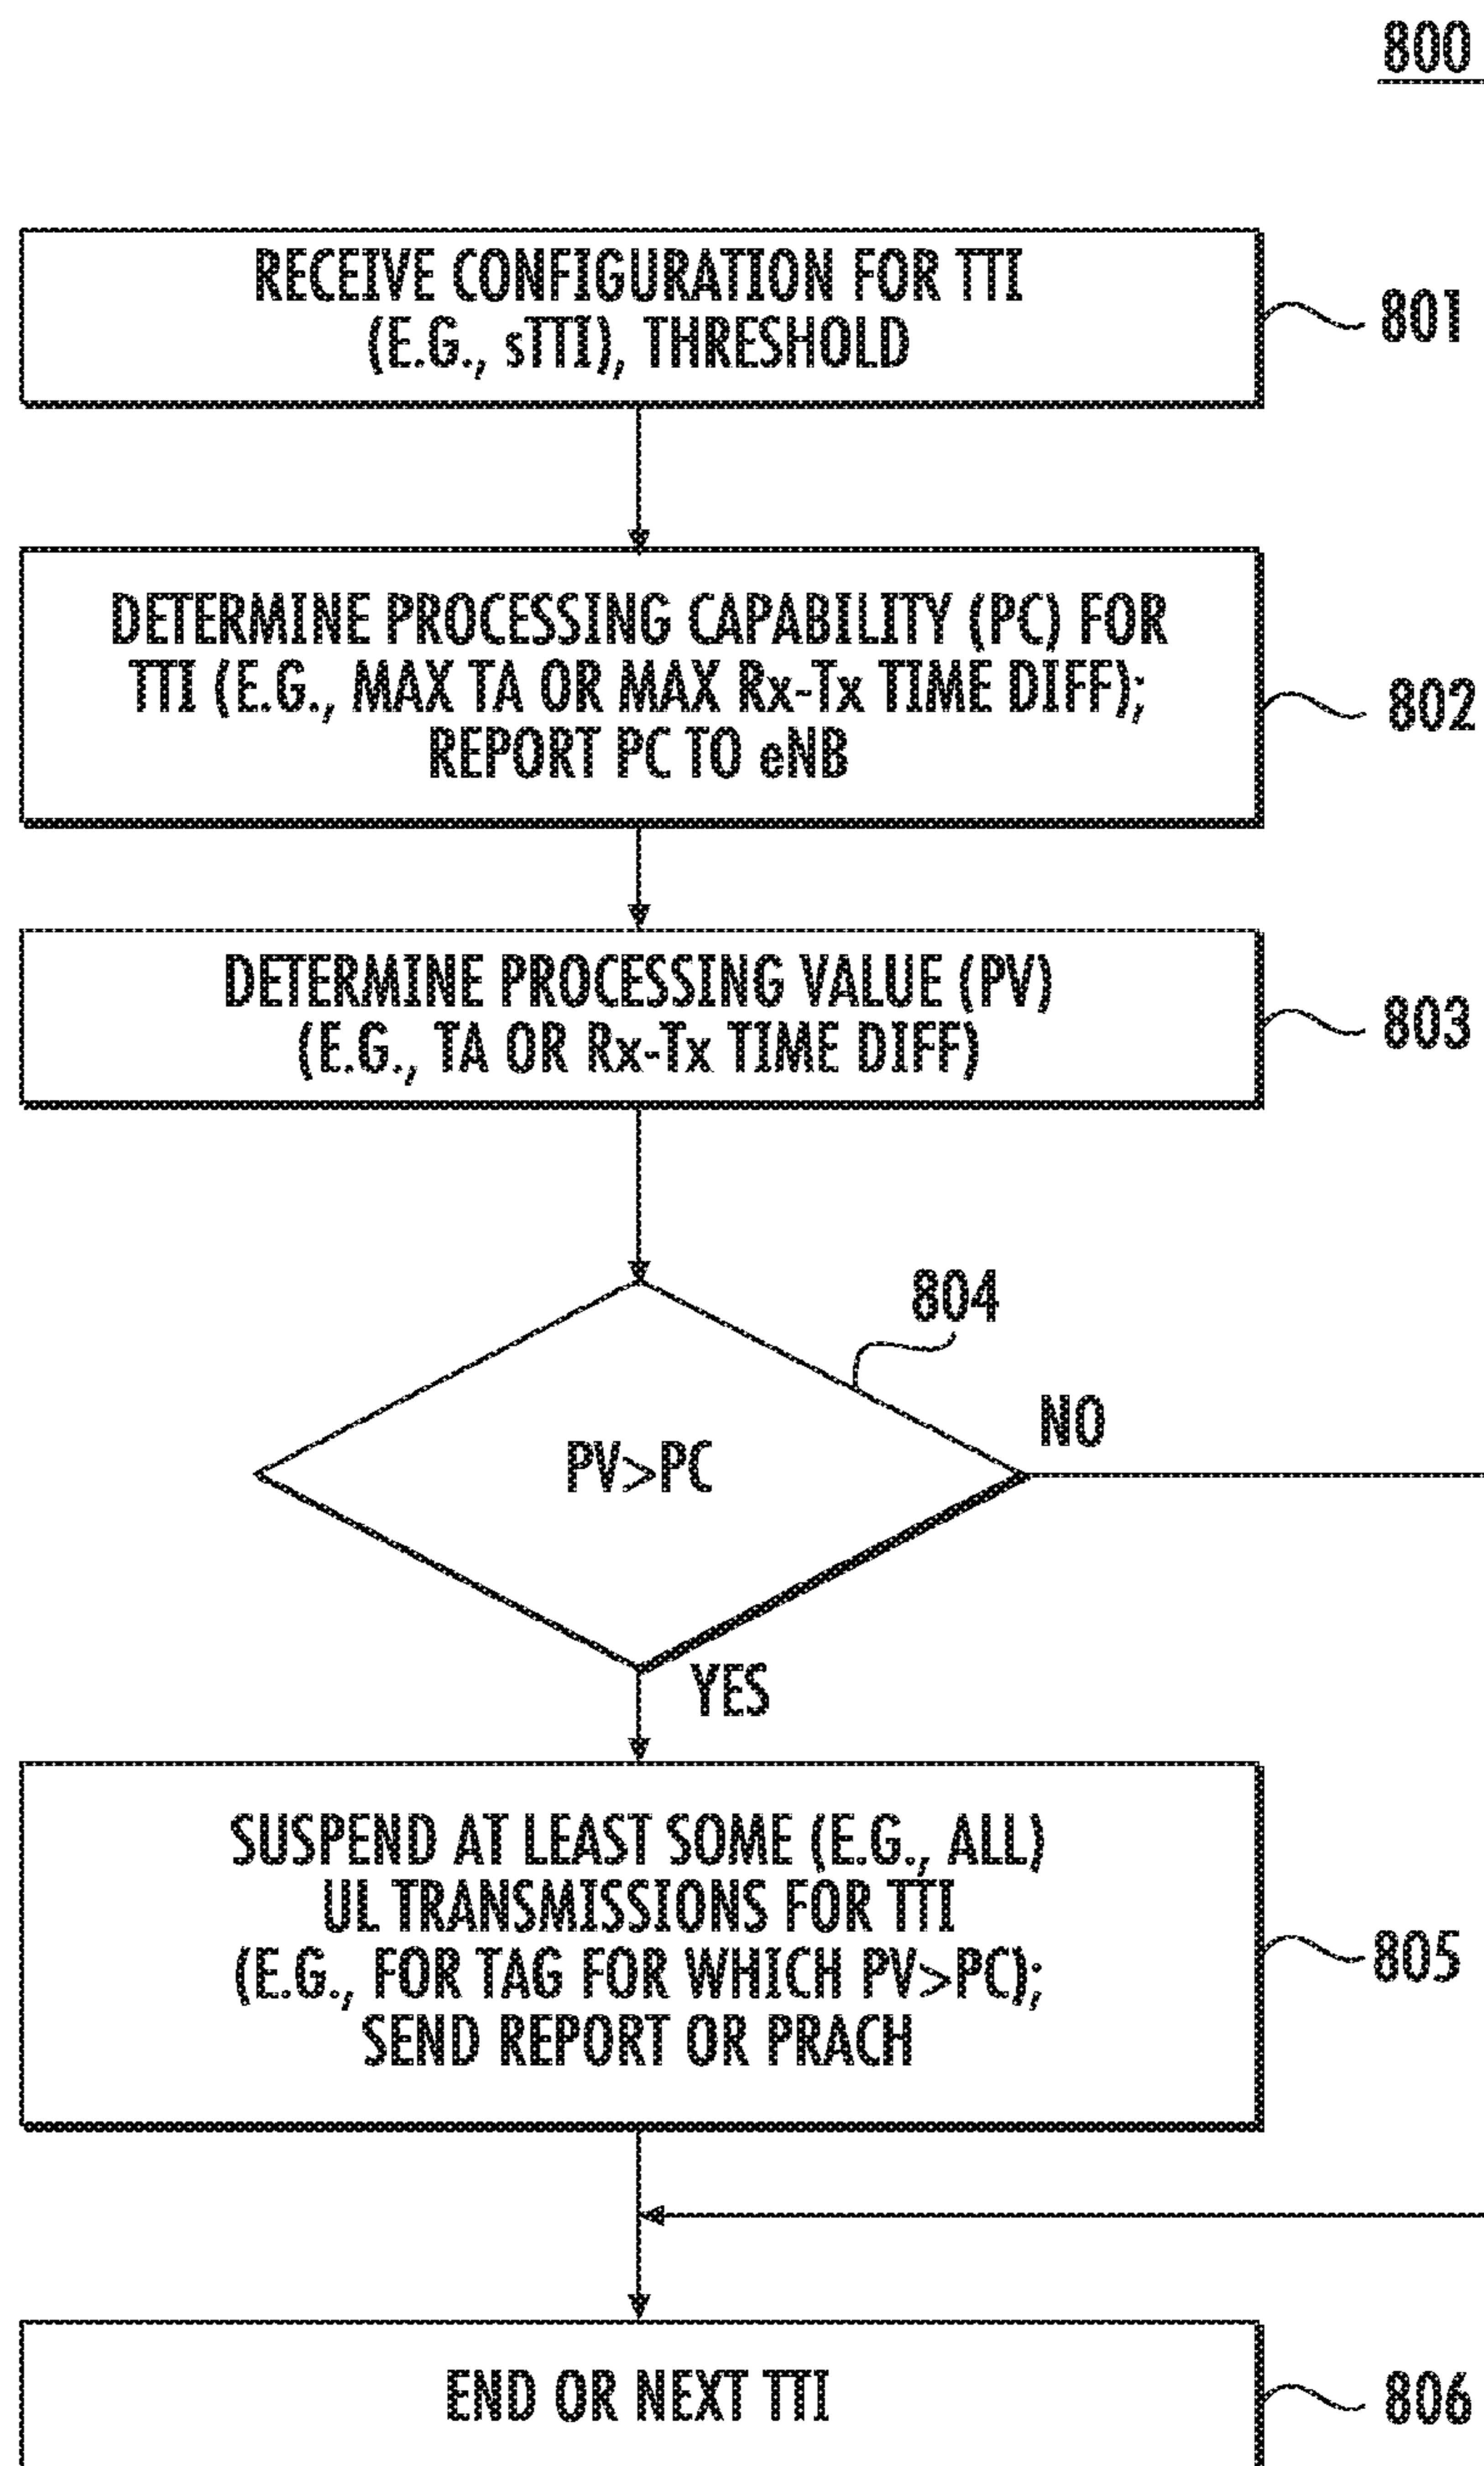 800
RECEIVE CONFIGURATION FOR TTI
(E.G., sTTI), THRESHOLD
801
DETERMINE PROCESSING CAPABILITY (PC) FOR
TTI (E.G., MAX TA OR MAX Rx-Tx TIME DIFF);
REPORT PC TO eNB
802
DETERMINE PROCESSING VALUE (PV)
(E.G., TA OR Rx-Tx TIME DIFF)
803
804
PV>PC
NO
YES
SUSPEND AT LEAST SOME (E.G., ALL)
UL TRANSMISSIONS FOR TTI
(E.G., FOR TAG FOR WHICH PV>PC);
SEND REPORT OR PRACH
805
END OR NEXT TTI
806